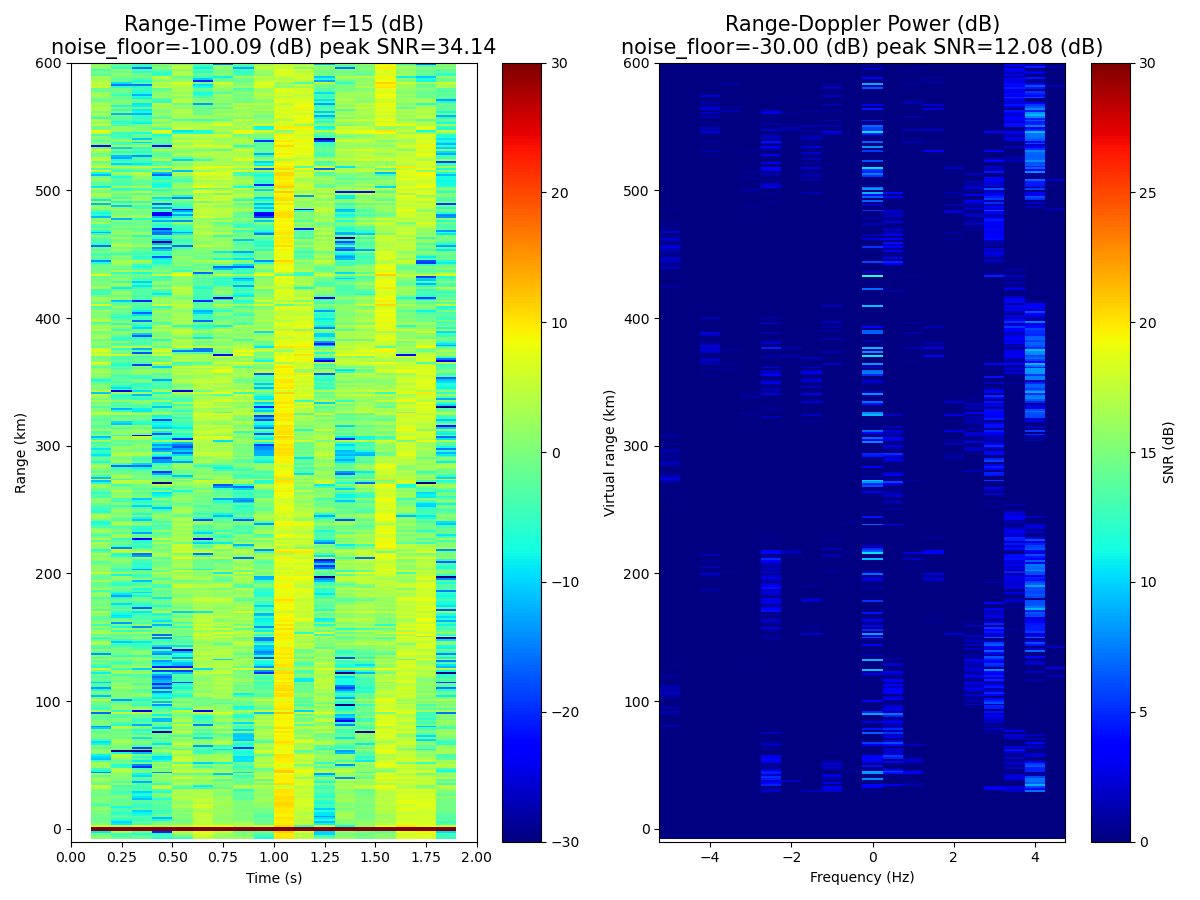 Range-Time Power f=15 (dB)
noise_floor=-100.09 (dB) peak SNR=34.14
600
500
400
300
200
100
0
Range (km)
0.00 0.25 0.50 0.75 1.00 1.25 1.50 1.75 2.00
Time (s)
30
20
10
0
−10
−20
−30
Range-Doppler Power (dB)
noise_floor=-30.00 (dB) peak SNR=12.08 (dB)
600
500
400
300
200
100
0
Virtual range (km)
−4 −2 0 2 4
Frequency (Hz)
30
25
20
15
10
5
0
SNR (dB)